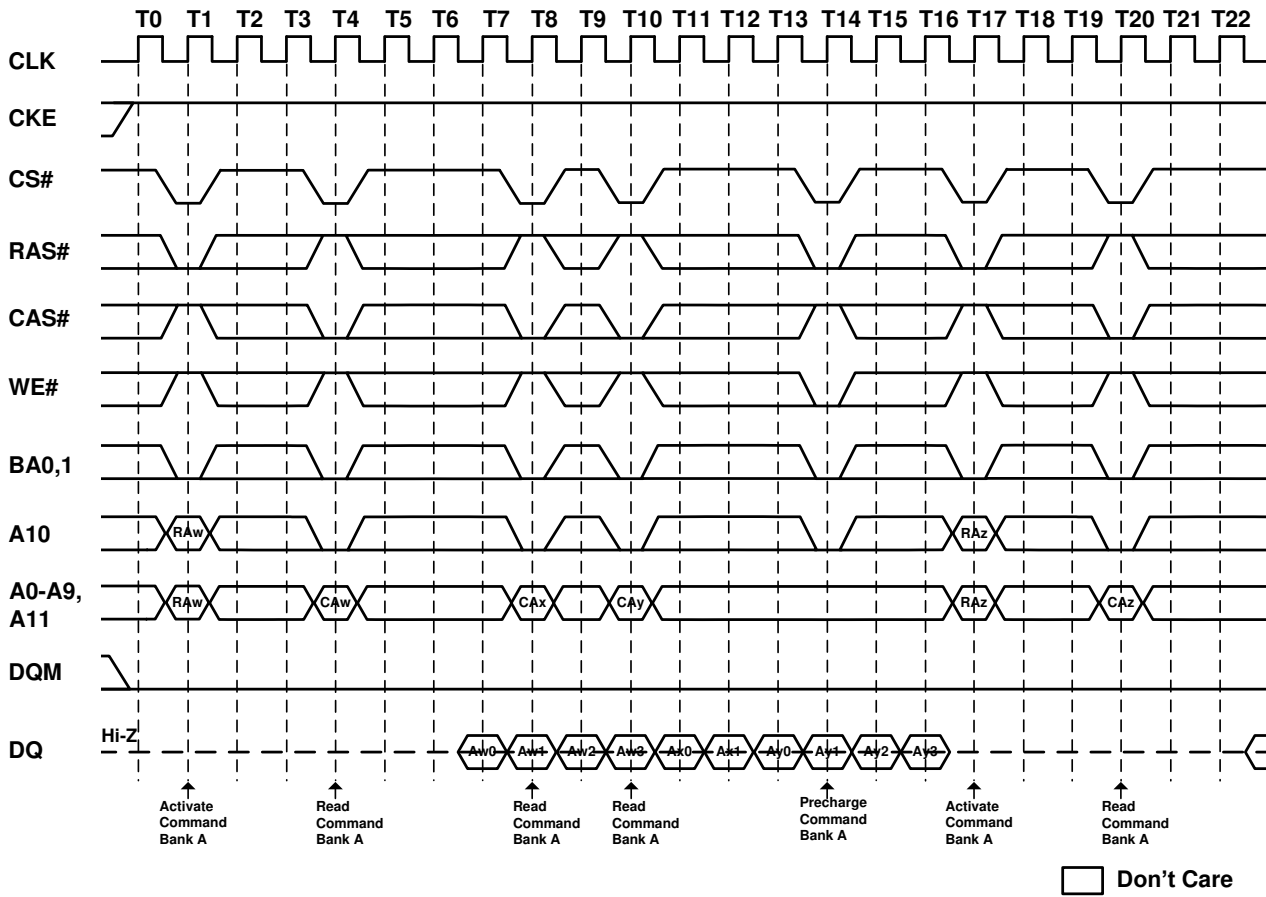 T0 T1 T2 T3 T4 T5 T6 T7 T8 T9 T10 T11 T12 T13 T14 T15 T16 T17 T18 T19 T20 T21 T22
CLK
CKE
CS#
RAS#
CAS#
WE#
BA0,1
A10 RAw RAz
A0-A9,
A11
RAw CAw CAx CAy RAz CAz
DQM
DQ Hi-Z Aw0 Aw1 Aw2 Aw3 Ax0 Ax1 Ay0 Ay1 Ay2 Ay3
Activate
Command
Bank A
Read
Command
Bank A
Read
Command
Bank A
Read
Command
Bank A
Precharge
Command
Bank A
Activate
Command
Bank A
Read
Command
Bank A
Don't Care